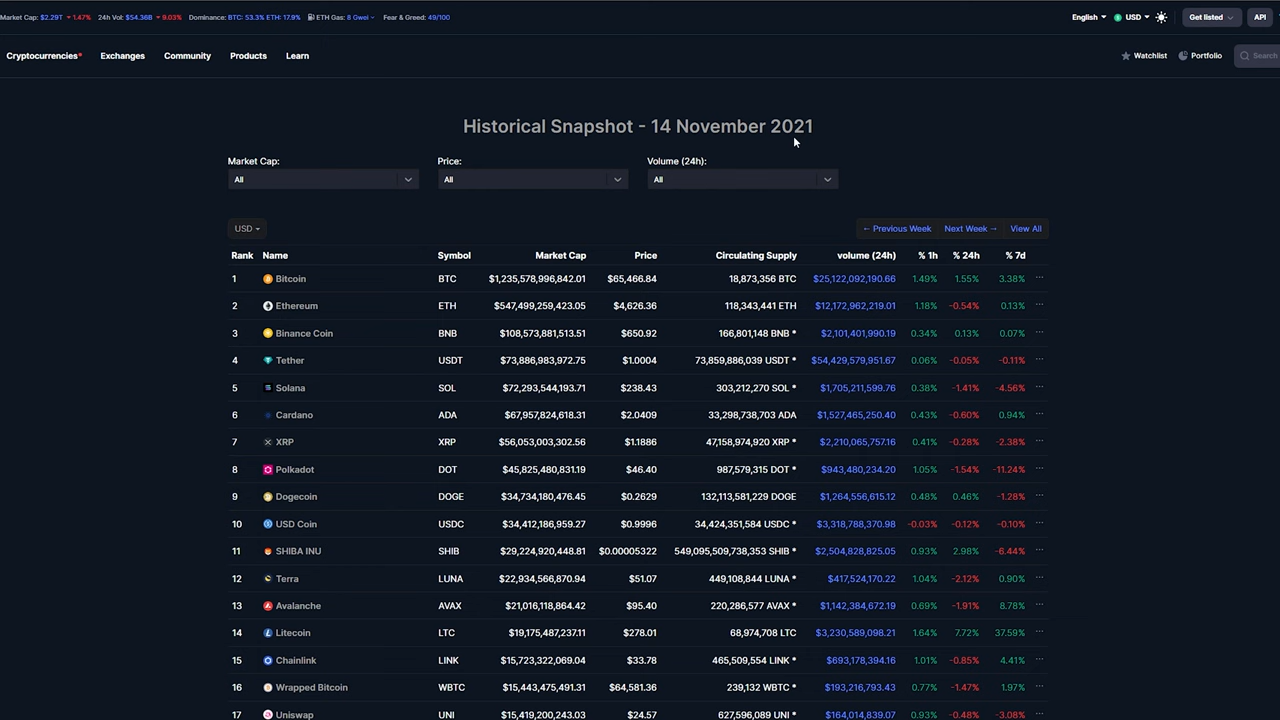 Market Cap: $2.29T 1.47% 24h Vol: $54.36B 9.03% Dominance: BTC: 53.3% ETH: 17.9% ETH Gas: 8 Gwei Fear & Greed: 49/100 English USD Get listed API
Cryptocurrencies Exchanges Community Products Learn Watchlist Portfolio Search
Historical Snapshot - 14 November 2021
Market Cap: Price: Volume (24h):
All All All
USD ← Previous Week Next Week → View All
Rank Name Symbol Market Cap Price Circulating Supply volume (24h) % 1h % 24h % 7d
1 Bitcoin BTC $1,235,578,996,842.01 $65,466.84 18,873,356 BTC $25,122,092,190.66 1.49% 1.55% 3.38% ...
2 Ethereum ETH $547,499,259,423.05 $4,626.36 118,343,441 ETH $12,172,962,219.01 1.18% -0.54% 0.13% ...
3 Binance Coin BNB $108,573,881,513.51 $650.92 166,801,148 BNB * $2,101,401,990.19 0.34% 0.13% 0.07% ...
4 Tether USDT $73,886,983,972.75 $1.0004 73,859,886,039 USDT * $54,429,579,951.67 0.06% -0.05% -0.11% ...
5 Solana SOL $72,293,544,193.71 $238.43 303,212,270 SOL * $1,705,211,599.76 0.38% -1.41% -4.56% ...
6 Cardano ADA $67,957,824,618.31 $2.0409 33,298,738,703 ADA $1,527,465,250.40 0.43% -0.60% 0.94% ...
7 XRP XRP $56,053,003,302.56 $1.1886 47,158,974,920 XRP * $2,210,065,757.16 0.41% -0.28% -2.38% ...
8 Polkadot DOT $45,825,480,831.19 $46.40 987,579,315 DOT * $943,480,234.20 1.05% -1.54% -11.24% ...
9 Dogecoin DOGE $34,734,180,476.45 $0.2629 132,113,581,229 DOGE $1,264,556,615.12 0.48% 0.46% -1.28% ...
10 USD Coin USDC $34,412,186,959.27 $0.9996 34,424,351,584 USDC * $3,318,788,370.98 -0.03% -0.12% -0.10% ...
11 SHIBA INU SHIB $29,224,920,448.81 $0.00005322 549,095,509,738,353 SHIB * $2,504,828,825.05 0.93% 2.98% -6.44% ...
12 Terra LUNA $22,934,566,870.94 $51.07 449,108,844 LUNA * $417,524,170.22 1.04% -2.12% 0.90% ...
13 Avalanche AVAX $21,016,118,864.42 $95.40 220,286,577 AVAX * $1,142,384,672.19 0.69% -1.91% 8.78% ...
14 Litecoin LTC $19,175,487,237.11 $278.01 68,974,708 LTC $3,230,589,098.21 1.64% 7.72% 37.59% ...
15 Chainlink LINK $15,723,322,069.04 $33.78 465,509,554 LINK * $693,178,394.16 1.01% -0.85% 4.41% ...
16 Wrapped Bitcoin WBTC $15,443,475,491.31 $64,581.36 239,132 WBTC * $193,216,793.43 0.77% -1.47% 1.97% ...
17 Uniswap UNI $15,419,200,243.03 $24.57 627,596,089 UNI * $164,014,839.07 0.93% -0.48% -3.08% ...